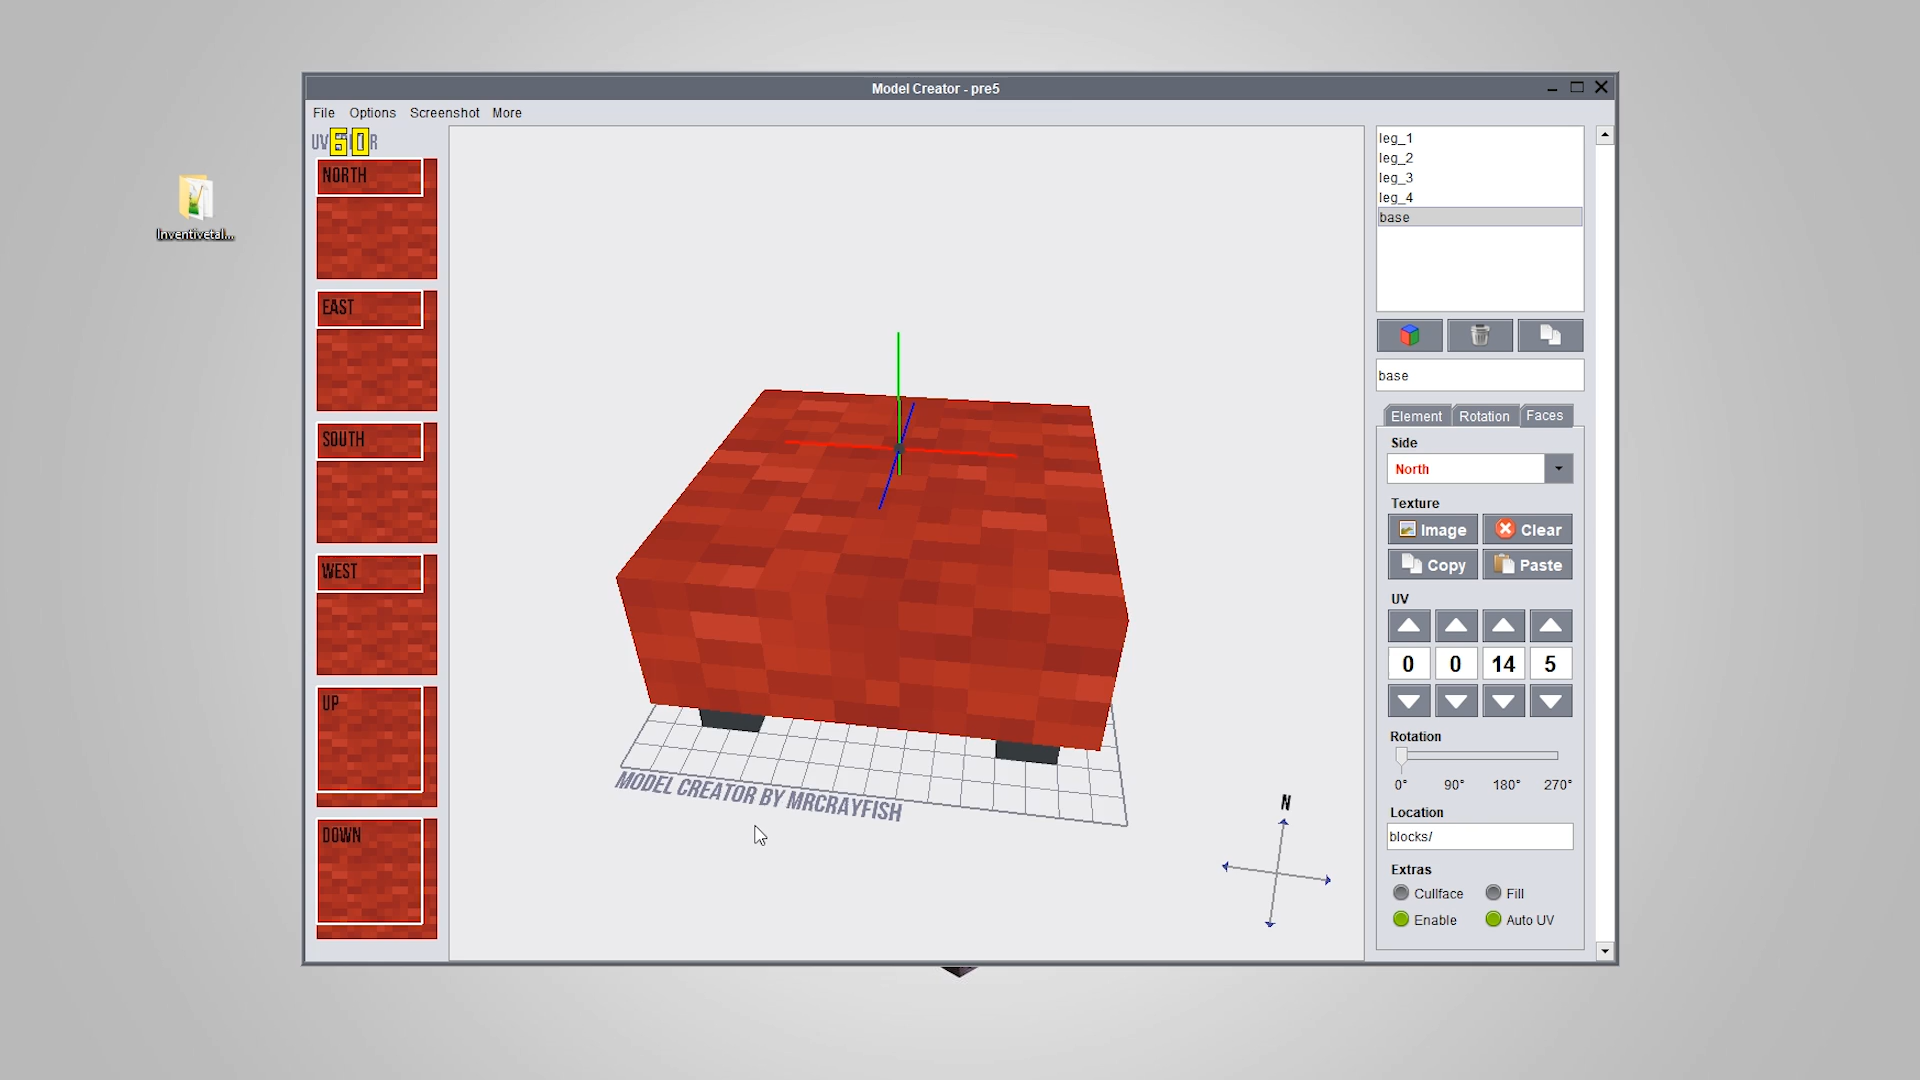 Model Creator - pre5
File Options Screenshot More
60
NORTH
EAST
SOUTH
WEST
UP
DOWN
Inventivetal...
MODEL CREATOR BY MRCRAYFISH
N
leg_1
leg_2
leg_3
leg_4
base
base
Element Rotation Faces
Side
North
Texture
Image Clear
Copy Paste
UV
0 0 14 5
Rotation
0° 90° 180° 270°
Location
blocks/
Extras
Cullface Fill
Enable Auto UV